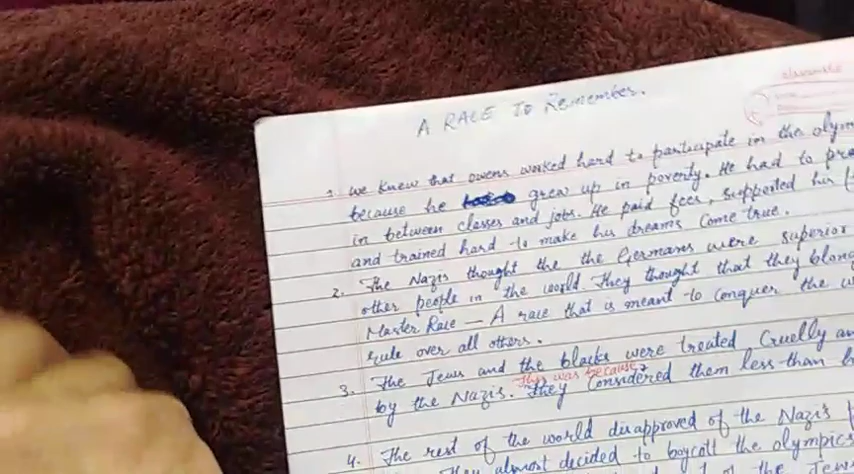 A RACE TO Remember.
1. we knew that owens worked hard to participate in the
because he grew up in poverty. He had to
in between classes and jobs. He paid fees, supported his
and trained hard to make his dreams come true.
2. The Nazis thought the the Germans were superior
other people in the world. They thought that they
Master Race — A race that is meant to conquer the
rule over all others.
3. The Jews and the blacks were treated Cruelly
This was because
by the Nazis. They Considered them less than
4. The rest of the world disapproved of the Nazi's
They almost decided to boycott the olympics